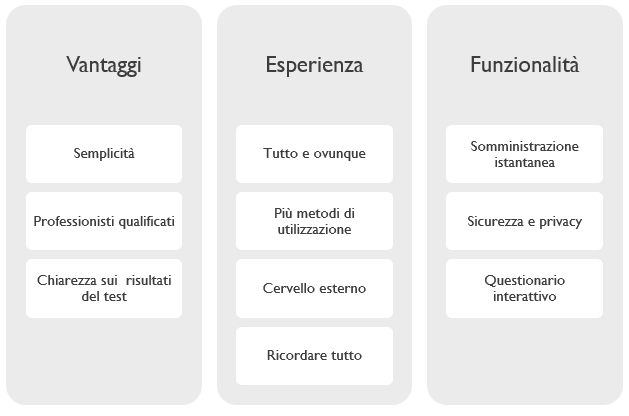 Vantaggi
Semplicità
Professionisti qualificati
Chiarezza sui risultati
del test
Esperienza
Tutto e ovunque
Più metodi di
utilizzazione
Cervello esterno
Ricordare tutto
Funzionalità
Somministrazione
istantanea
Sicurezza e privacy
Questionario
interattivo